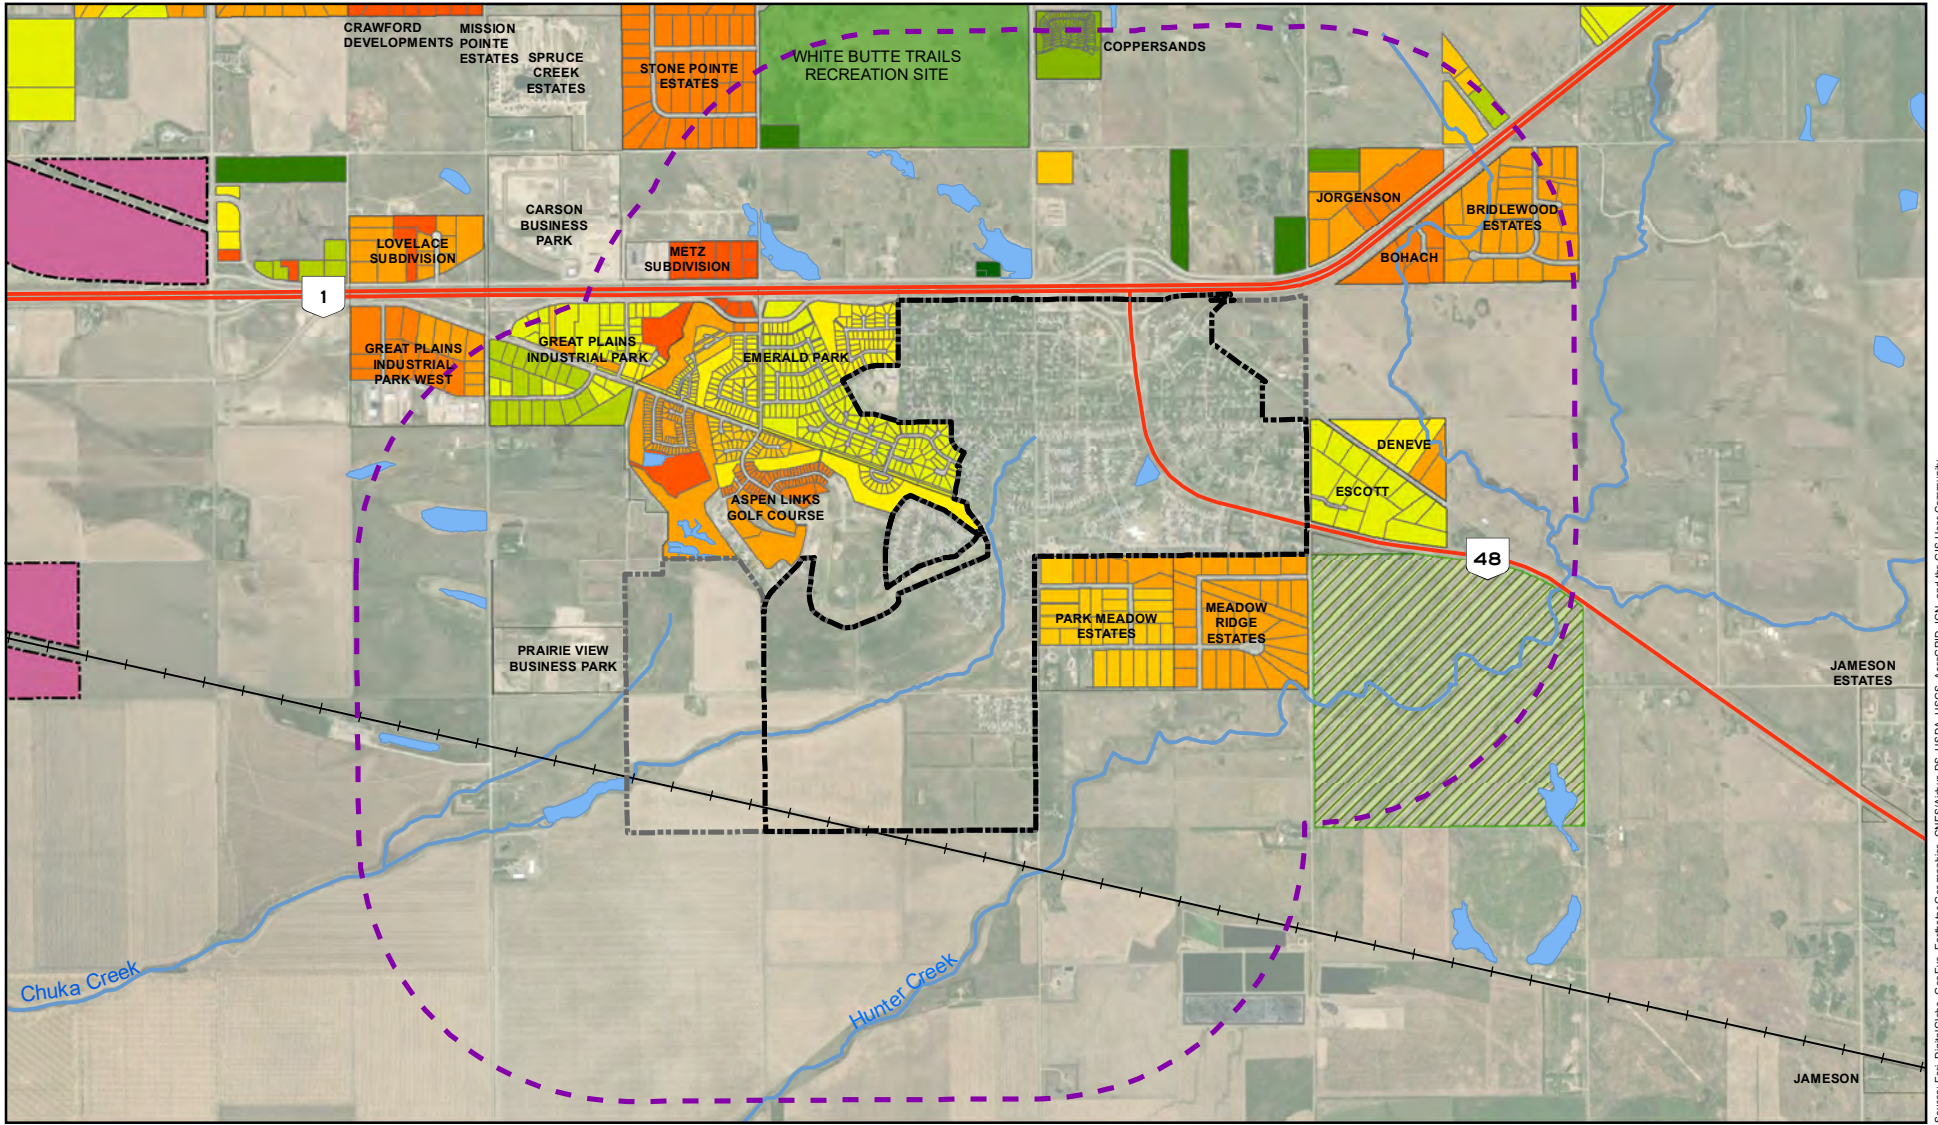 CRAWFORD
DEVELOPMENTS
MISSION
POINTE
ESTATES
SPRUCE
CREEK
ESTATES
STONE POINTE
ESTATES
WHITE BUTTE TRAILS
RECREATION SITE
COPPERSANDS
LOVELACE
SUBDIVISION
CARSON
BUSINESS
PARK
METZ
SUBDIVISION
JORGENSON
BRIDLEWOOD
ESTATES
BOHACH
1
GREAT PLAINS
INDUSTRIAL
PARK WEST
GREAT PLAINS
INDUSTRIAL PARK
EMERALD PARK
DENEVE
ESCOTT
ASPEN LINKS
GOLF COURSE
48
PARK MEADOW
ESTATES
MEADOW
RIDGE
ESTATES
PRAIRIE VIEW
BUSINESS PARK
JAMESON
ESTATES
Chuka Creek
Hunter Creek
JAMESON